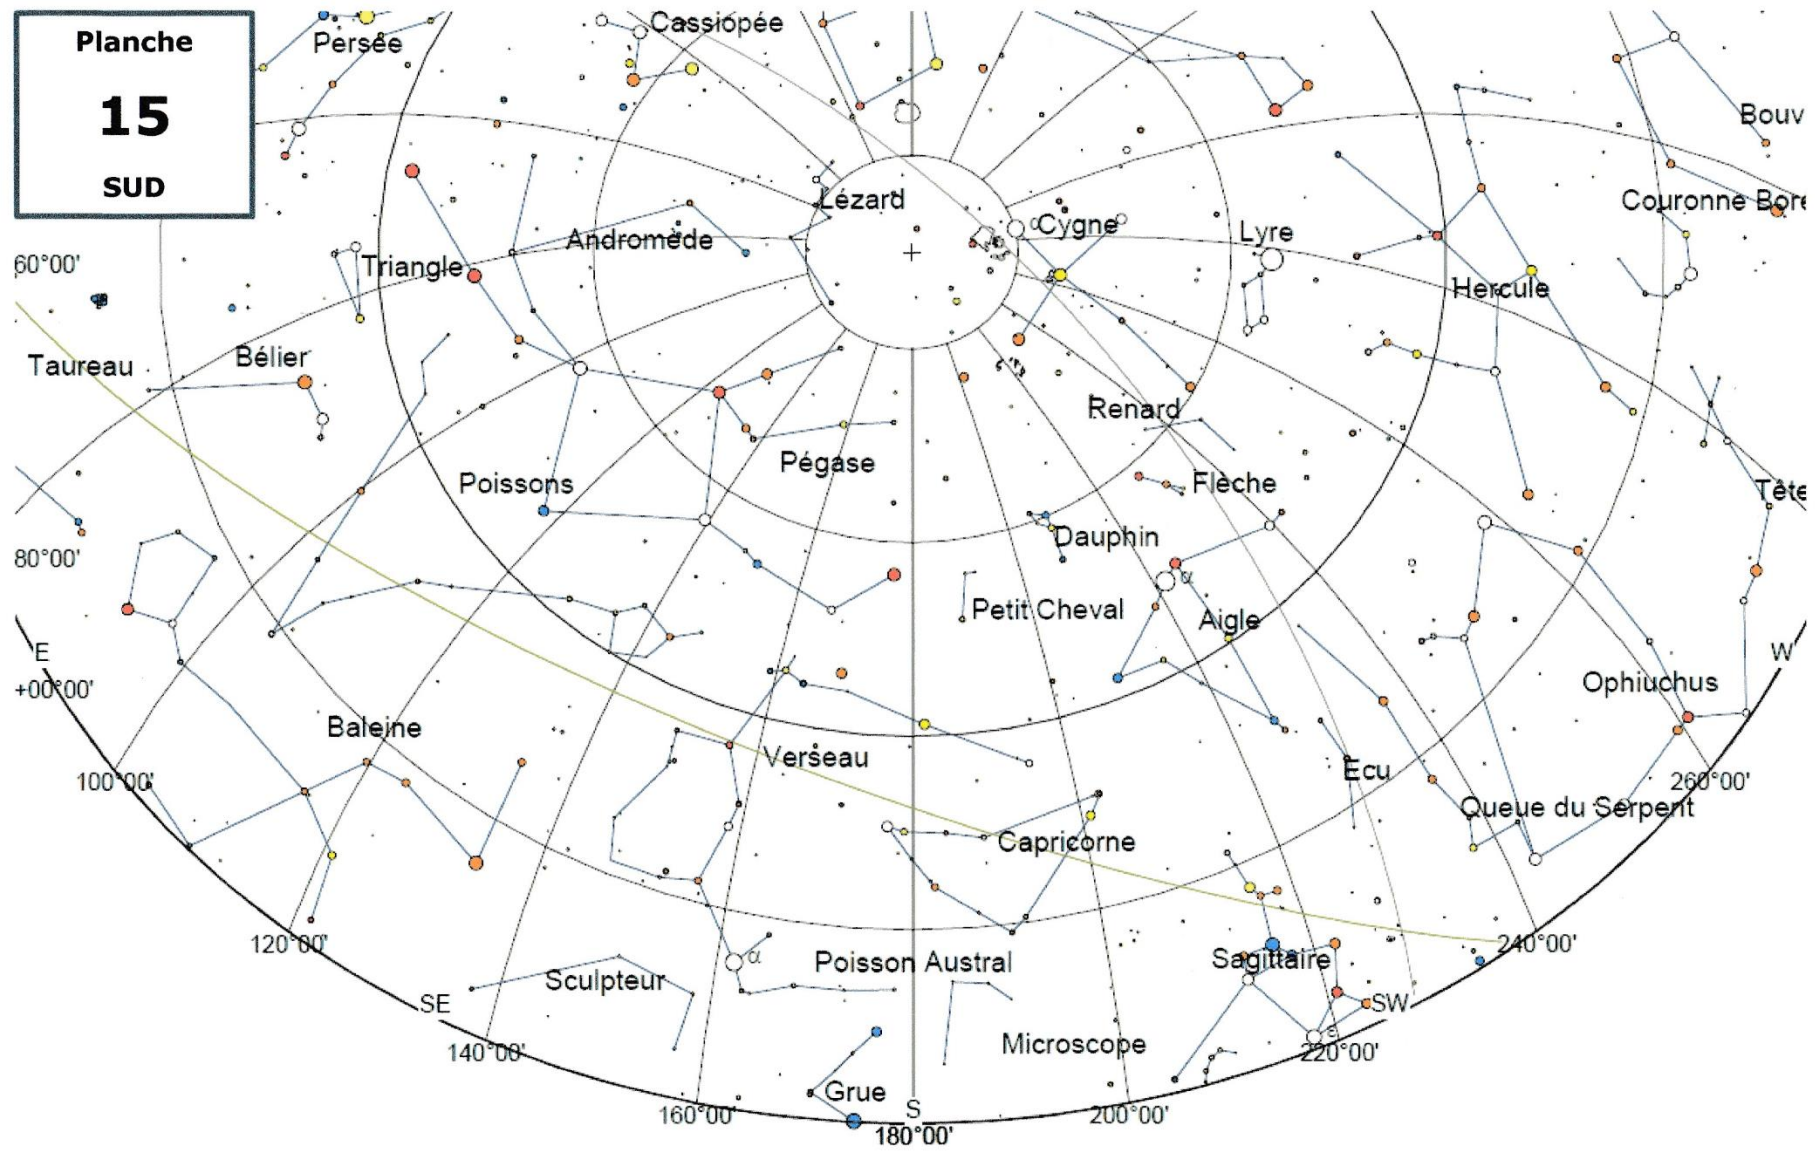 Planche
15
SUD
Persée
Cassiopée
Bouv
Lézard
Couronne Bore
Cygne
α
Lyre
Andromède
Triangle
60°00'
Hercule
Taureau
Bélier
Renard
Pégase
Poissons
Flèche
Tête
Dauphin
80°00'
α
Petit Cheval
Aigle
E
W
+00°00'
Ophiuchus
Baleine
Verseau
Ecu
100°00'
260°00'
Queue du Serpent
Capricorne
120°00'
240°00'
α
Poisson Austral
Sagittaire
Sculpteur
SE
SW
ε
Microscope
140°00'
220°00'
Grue
S
160°00'
200°00'
180°00'